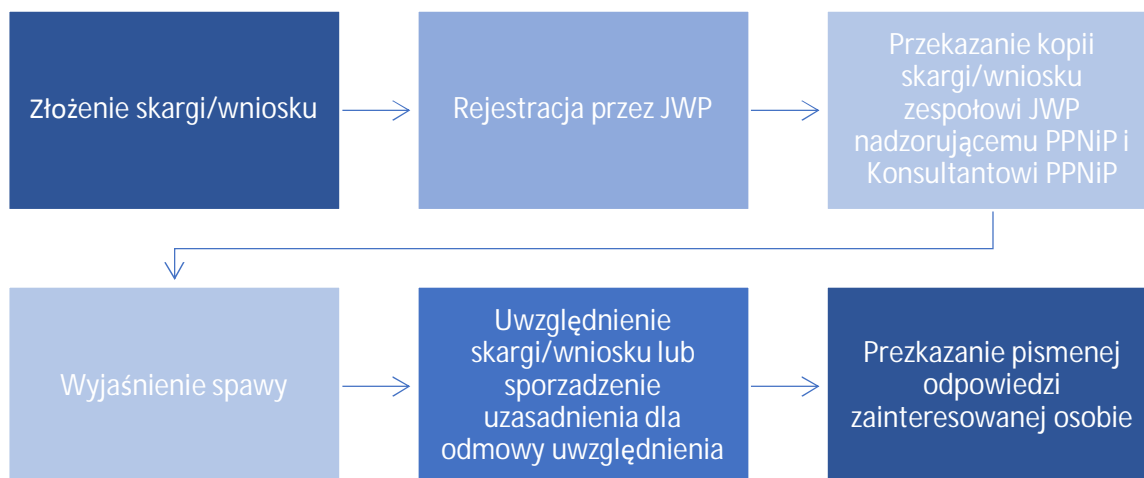 Złożenie skargi/wniosku
Rejestracja przez JWP
Przekazanie kopii
skargi/wniosku
zespołowi JWP
nadzorującemu PPNiP i
Konsultantowi PPNiP
Wyjaśnienie spawy
Uwzględnienie
skargi/wniosku lub
sporzadzenie
uzasadnienia dla
odmowy uwzględnienia
Prezkazanie pismenej
odpowiedzi
zainteresowanej osobie